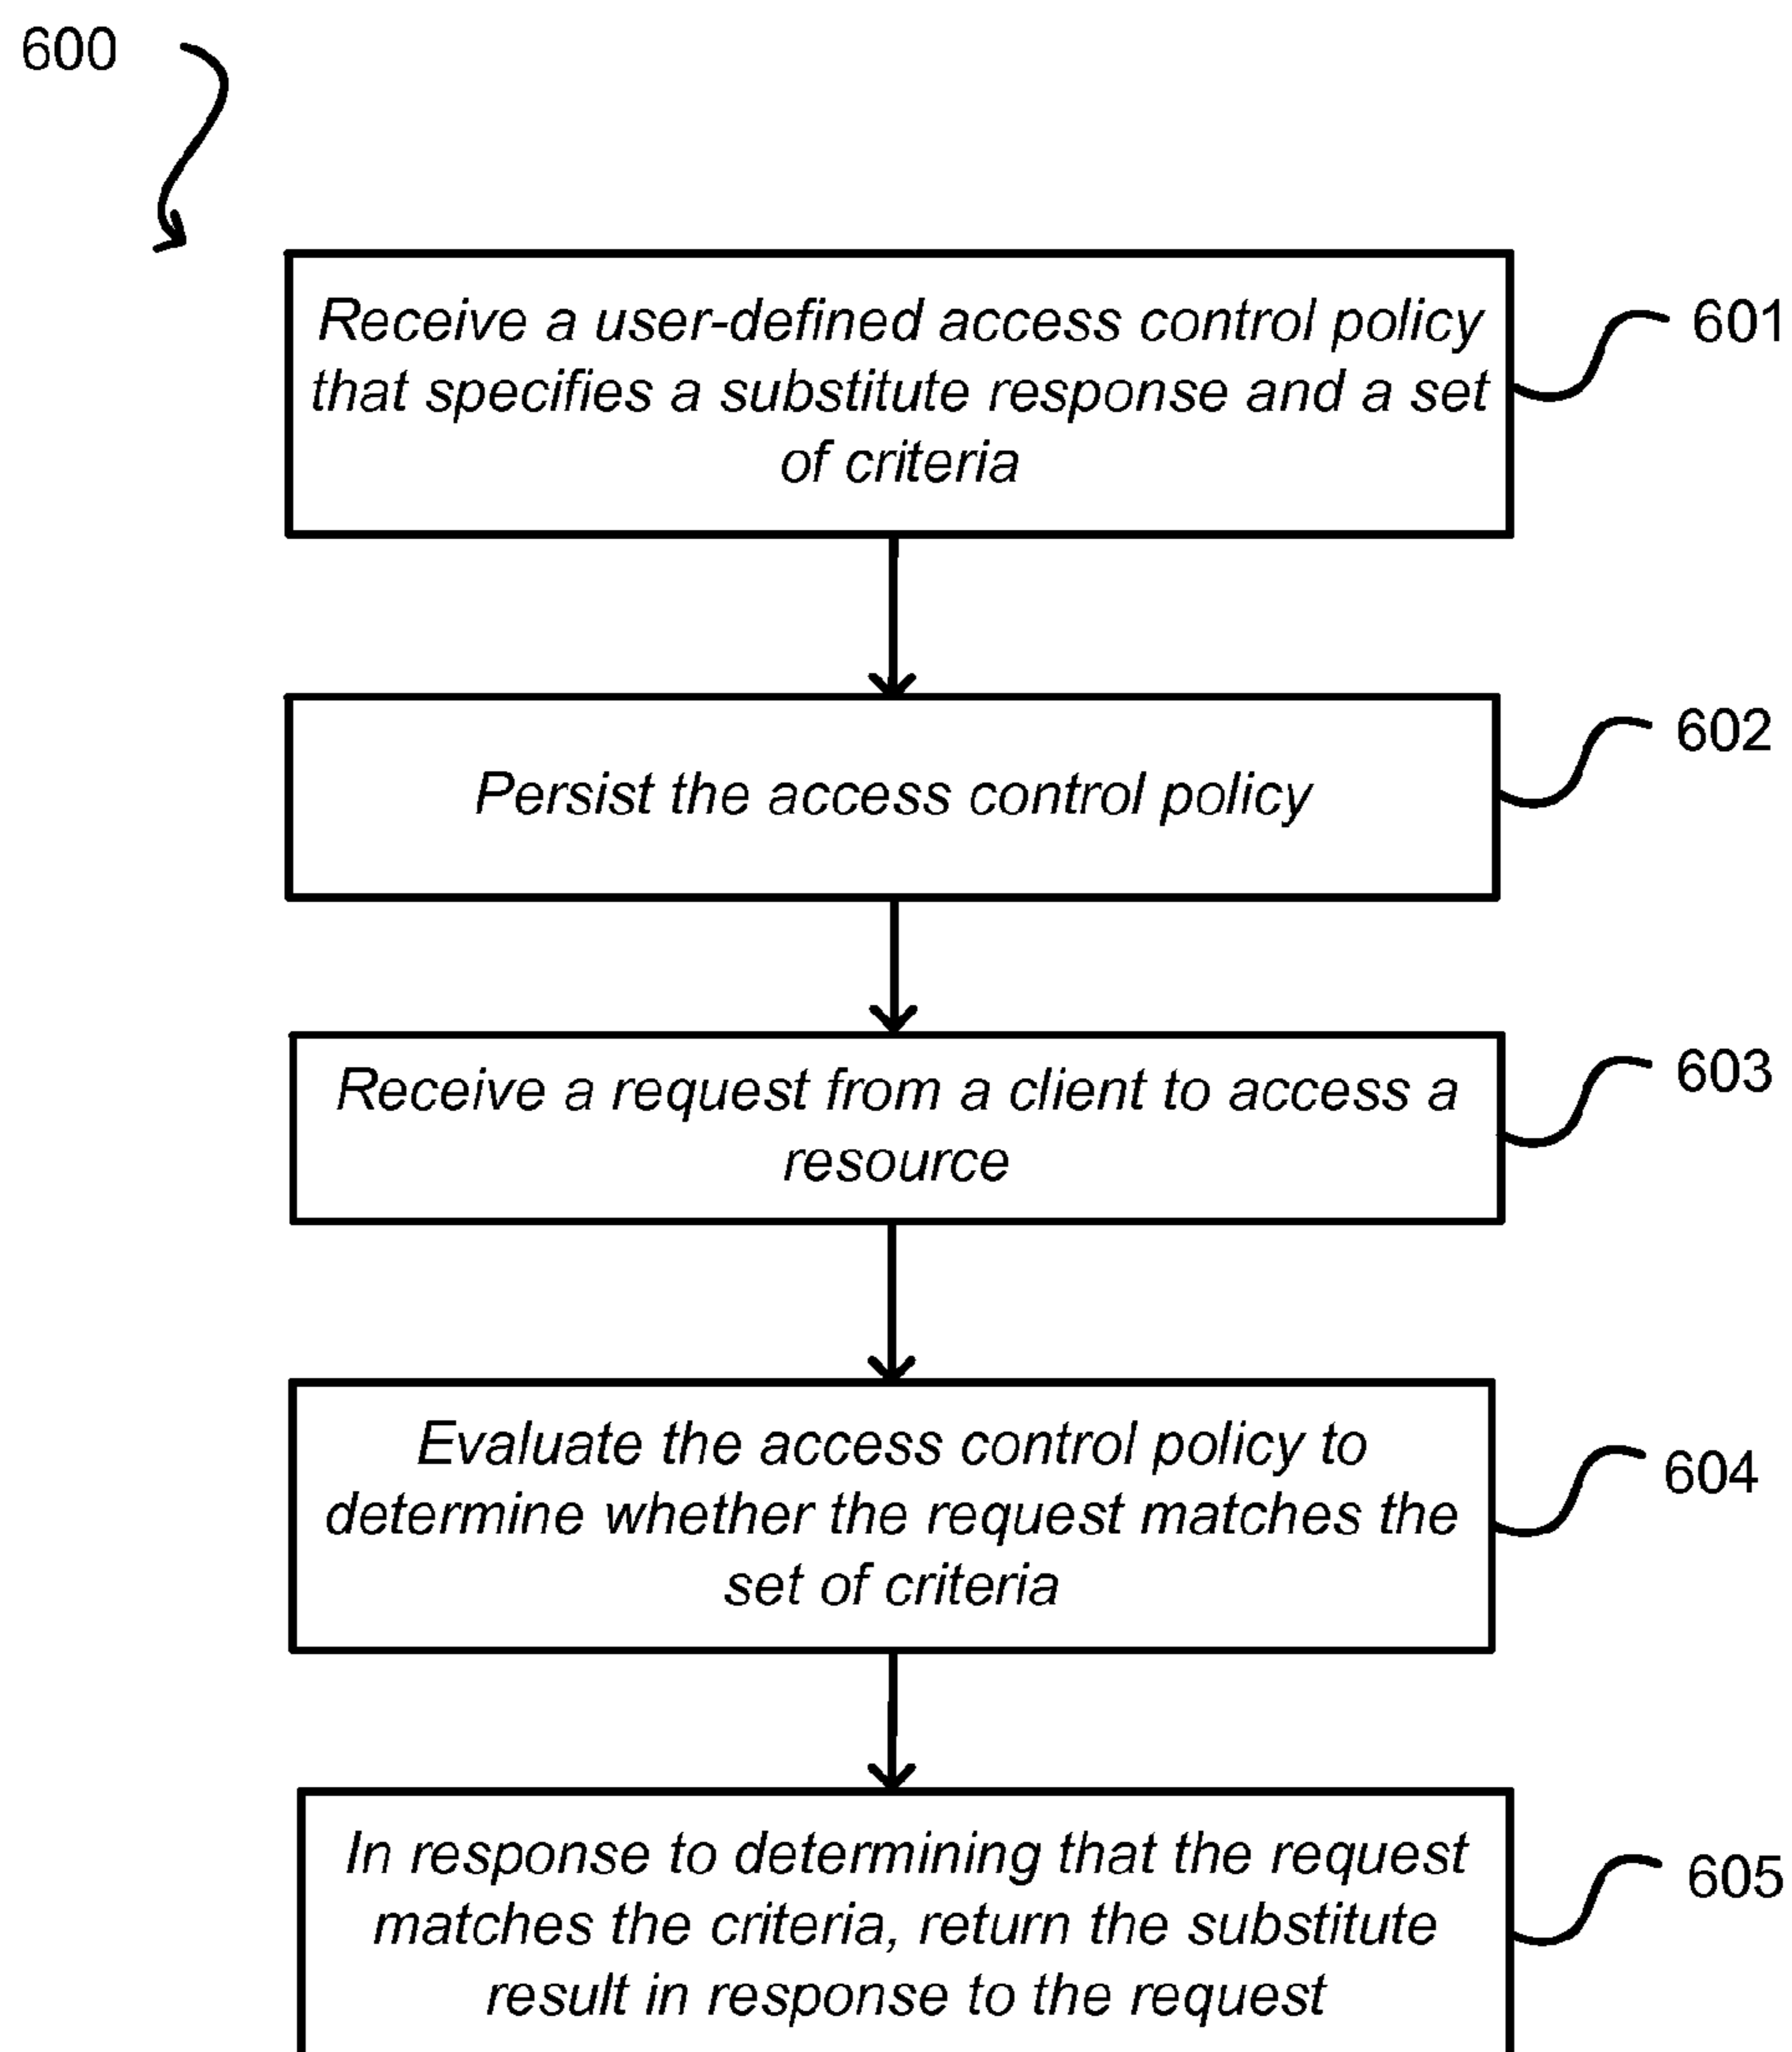 600
Receive a user-defined access control policy
that specifies a substitute response and a set
of criteria
601
Persist the access control policy
602
Receive a request from a client to access a
resource
603
Evaluate the access control policy to
determine whether the request matches the
set of criteria
604
In response to determining that the request
matches the criteria, return the substitute
result in response to the request
605